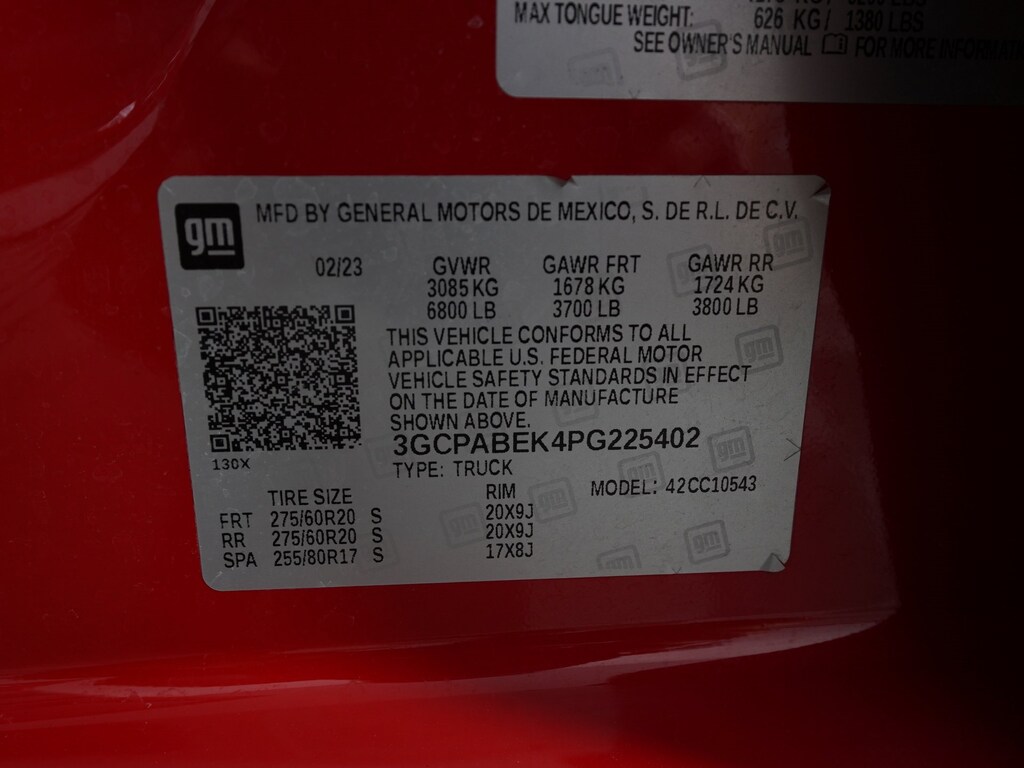 MAX TONGUE WEIGHT: 626 KG / 1380 LBS
SEE OWNER'S MANUAL FOR MORE INFORMATI
gm MFD BY GENERAL MOTORS DE MEXICO, S. DE R.L. DE C.V.
02/23 GVWR GAWR FRT GAWR RR
3085 KG 1678 KG 1724 KG
6800 LB 3700 LB 3800 LB
THIS VEHICLE CONFORMS TO ALL
APPLICABLE U.S. FEDERAL MOTOR
VEHICLE SAFETY STANDARDS IN EFFECT
ON THE DATE OF MANUFACTURE
SHOWN ABOVE.
3GCPABEK4PG225402
130X TYPE: TRUCK
TIRE SIZE RIM MODEL: 42CC10543
FRT 275/60R20 S 20X9J
RR 275/60R20 S 20X9J
SPA 255/80R17 S 17X8J